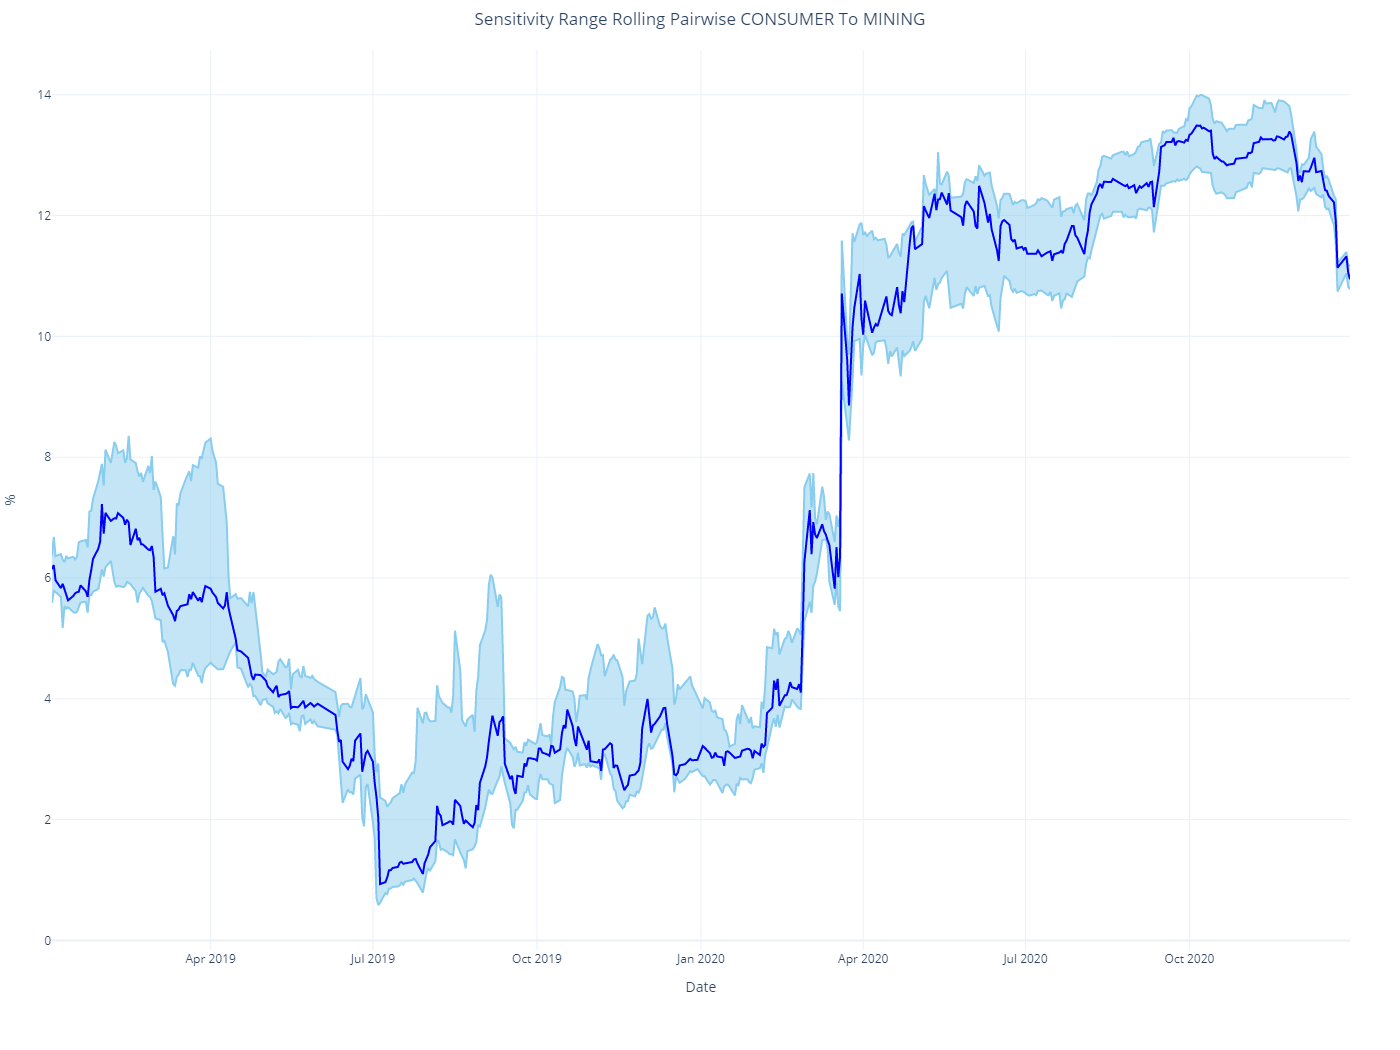 Sensitivity Range Rolling Pairwise CONSUMER To MINING
14
12
10
8
6
4
2
0
%
Apr 2019
Jul 2019
Oct 2019
Jan 2020
Apr 2020
Jul 2020
Oct 2020
Date